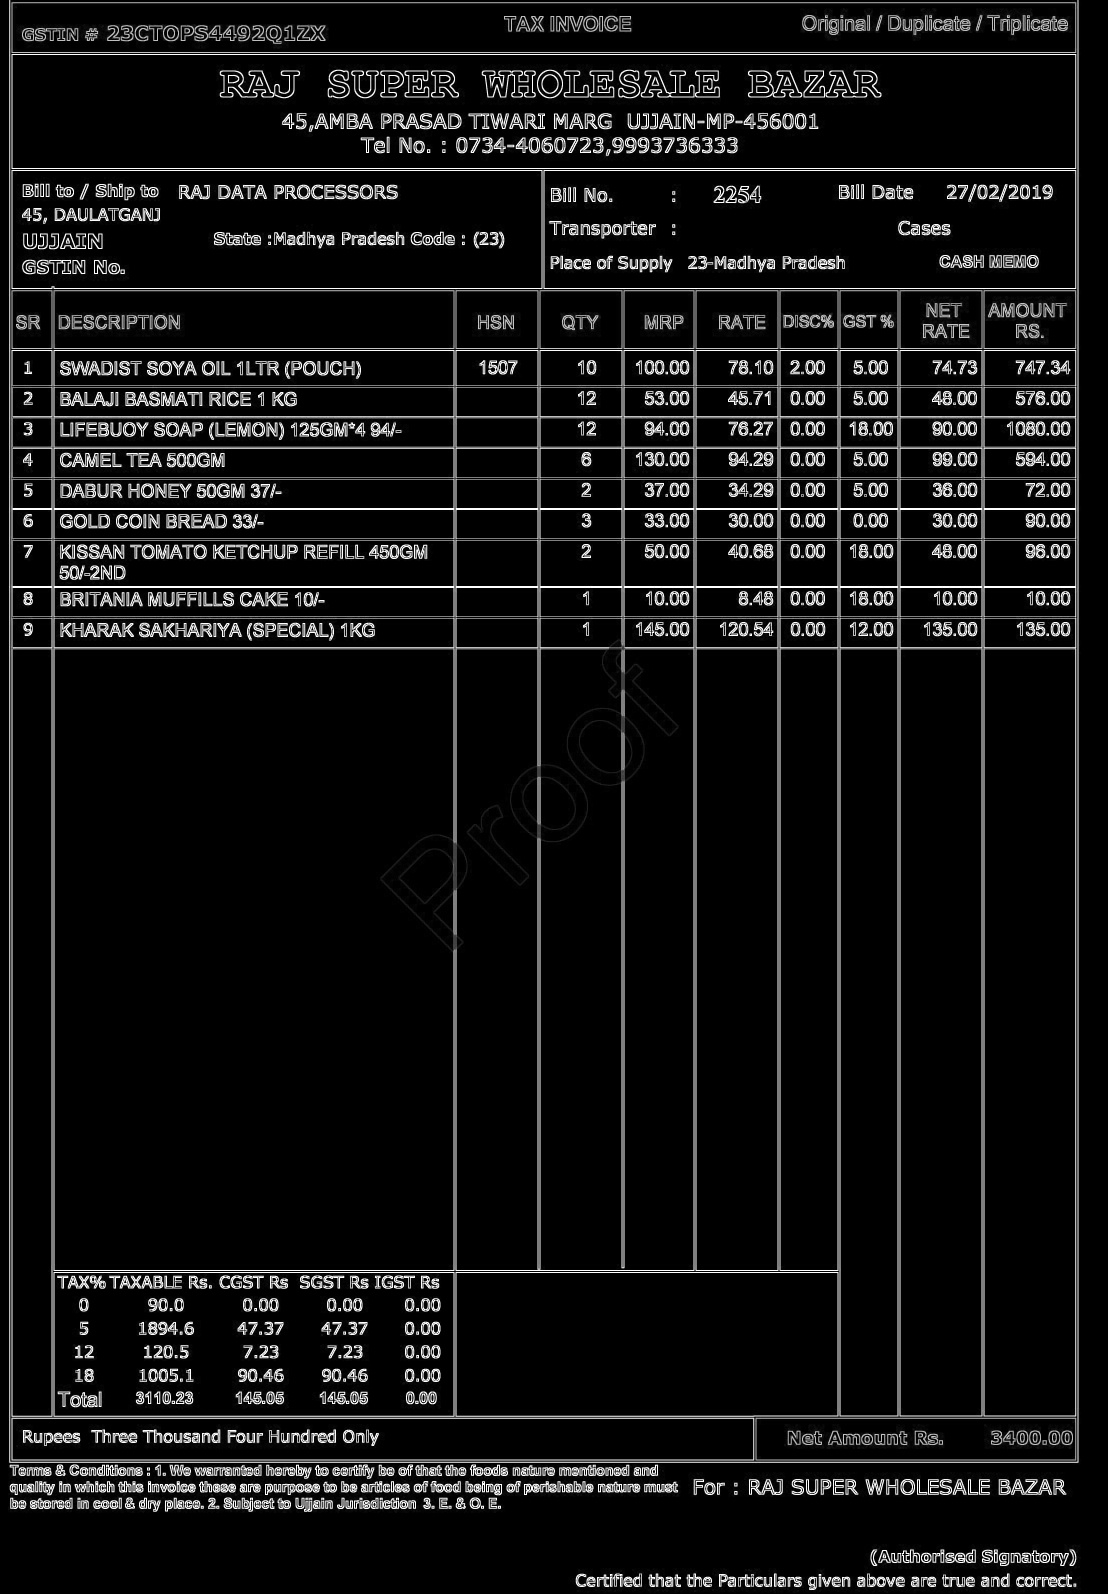 GSTIN # 23CTOPS4492Q1ZX TAX INVOICE Original / Duplicate / Triplicate
RAJ SUPER WHOLESALE BAZAR
45,AMBA PRASAD TIWARI MARG UJJAIN-MP-456001
Tel No. : 0734-4060723,9993736333
Bill to / Ship to RAJ DATA PROCESSORS
45, DAULATGANJ
UJJAIN State :Madhya Pradesh Code : (23)
GSTIN No.
Bill No. : 2254 Bill Date 27/02/2019
Transporter : Cases
Place of Supply 23-Madhya Pradesh CASH MEMO
SR DESCRIPTION HSN QTY MRP RATE DISC% GST % NET RATE AMOUNT RS.
1 SWADIST SOYA OIL 1LTR (POUCH) 1507 10 100.00 78.10 2.00 5.00 74.73 747.34
2 BALAJI BASMATI RICE 1 KG 12 53.00 45.71 0.00 5.00 48.00 576.00
3 LIFEBUOY SOAP (LEMON) 125GM*4 94/- 12 94.00 76.27 0.00 18.00 90.00 1080.00
4 CAMEL TEA 500GM 6 130.00 94.29 0.00 5.00 99.00 594.00
5 DABUR HONEY 50GM 37/- 2 37.00 34.29 0.00 5.00 36.00 72.00
6 GOLD COIN BREAD 33/- 3 33.00 30.00 0.00 0.00 30.00 90.00
7 KISSAN TOMATO KETCHUP REFILL 450GM 2 50.00 40.68 0.00 18.00 48.00 96.00
50/-2ND
8 BRITANIA MUFFILLS CAKE 10/- 1 10.00 8.48 0.00 18.00 10.00 10.00
9 KHARAK SAKHARIYA (SPECIAL) 1KG 1 145.00 120.54 0.00 12.00 135.00 135.00
Proof
TAX% TAXABLE Rs. CGST Rs SGST Rs IGST Rs
0 90.0 0.00 0.00 0.00
5 1894.6 47.37 47.37 0.00
12 120.5 7.23 7.23 0.00
18 1005.1 90.46 90.46 0.00
Total 3110.23 145.05 145.05 0.00
Rupees Three Thousand Four Hundred Only Net Amount Rs. 3400.00
Terms & Conditions : 1. We warranted hereby to certify be of that the foods nature mentioned and
quality in which this invoice these are purpose to be articles of food being of perishable nature must
be stored in cool & dry place. 2. Subject to Ujjain Jurisdiction 3. E. & O. E.
For : RAJ SUPER WHOLESALE BAZAR
(Authorised Signatory)
Certified that the Particulars given above are true and correct.